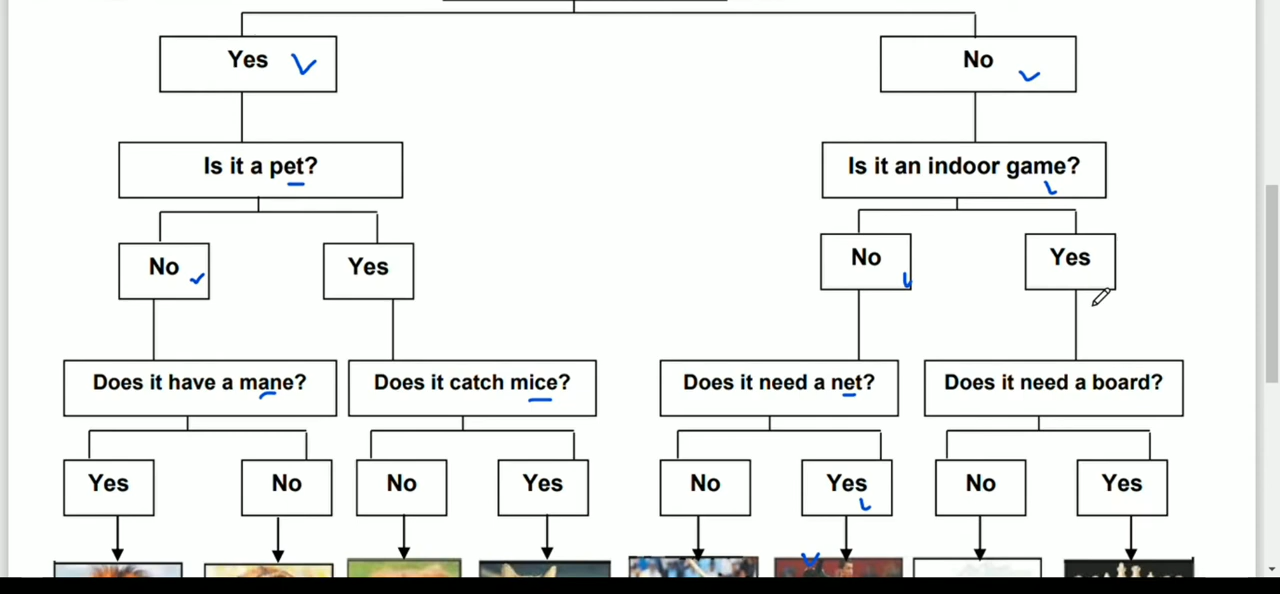 Yes No
Is it a pet? Is it an indoor game?
No Yes No Yes
Does it have a mane? Does it catch mice? Does it need a net? Does it need a board?
Yes No No Yes No Yes No Yes